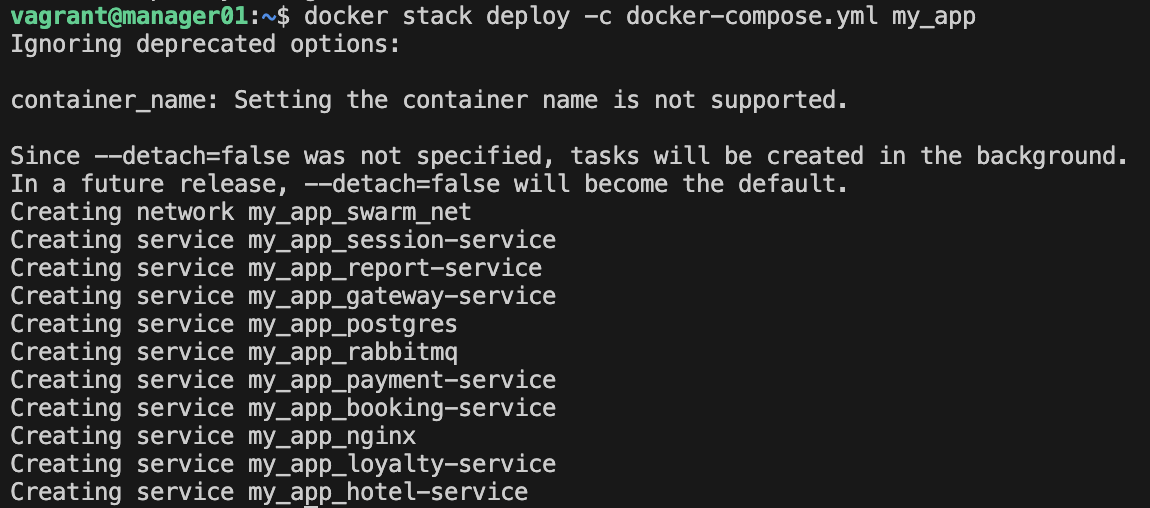 vagrant@manager01:~$ docker stack deploy -c docker-compose.yml my_app
Ignoring deprecated options:
container_name: Setting the container name is not supported.
Since --detach=false was not specified, tasks will be created in the background.
In a future release, --detach=false will become the default.
Creating network my_app_swarm_net
Creating service my_app_session-service
Creating service my_app_report-service
Creating service my_app_gateway-service
Creating service my_app_postgres
Creating service my_app_rabbitmq
Creating service my_app_payment-service
Creating service my_app_booking-service
Creating service my_app_nginx
Creating service my_app_loyalty-service
Creating service my_app_hotel-service